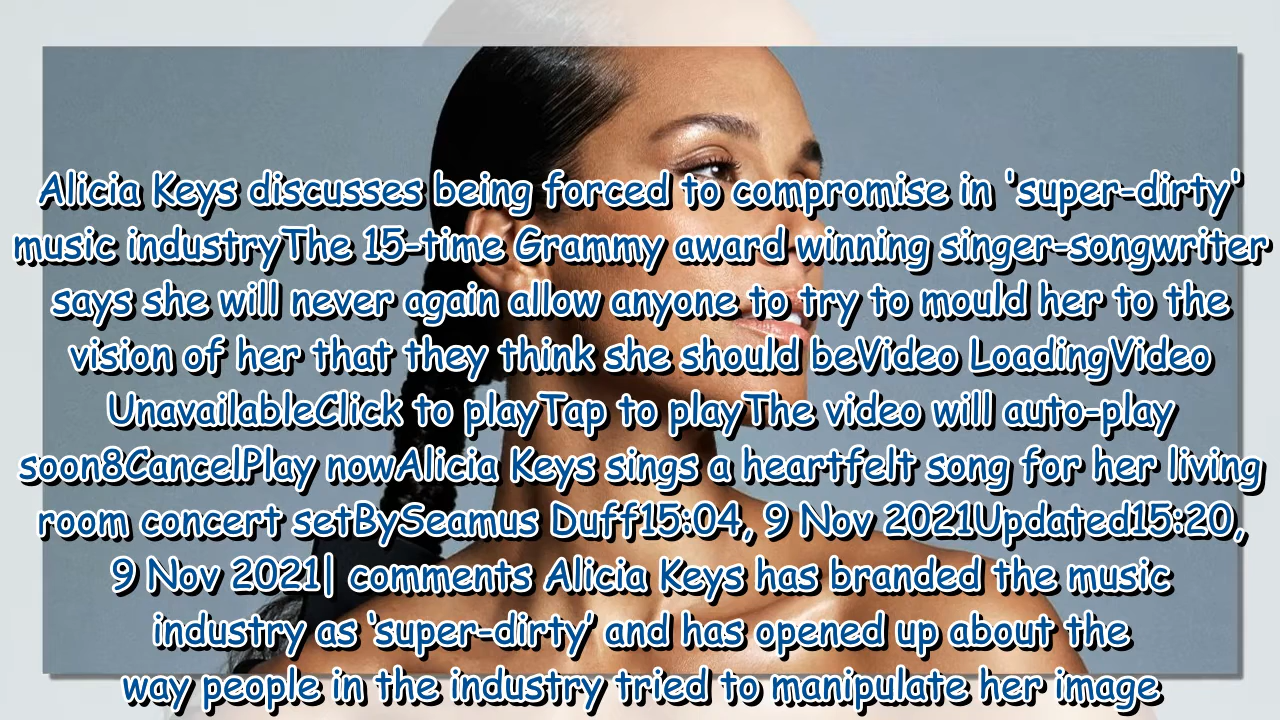 Alicia Keys discusses being forced to compromise in 'super-dirty'
music industryThe 15-time Grammy award winning singer-songwriter
says she will never again allow anyone to try to mould her to the
vision of her that they think she should beVideo LoadingVideo
UnavailableClick to playTap to playThe video will auto-play
soon8CancelPlay nowAlicia Keys sings a heartfelt song for her living
room concert setBySeamus Duff15:04, 9 Nov 2021Updated15:20,
9 Nov 2021| comments Alicia Keys has branded the music
industry as ‘super-dirty’ and has opened up about the
way people in the industry tried to manipulate her image